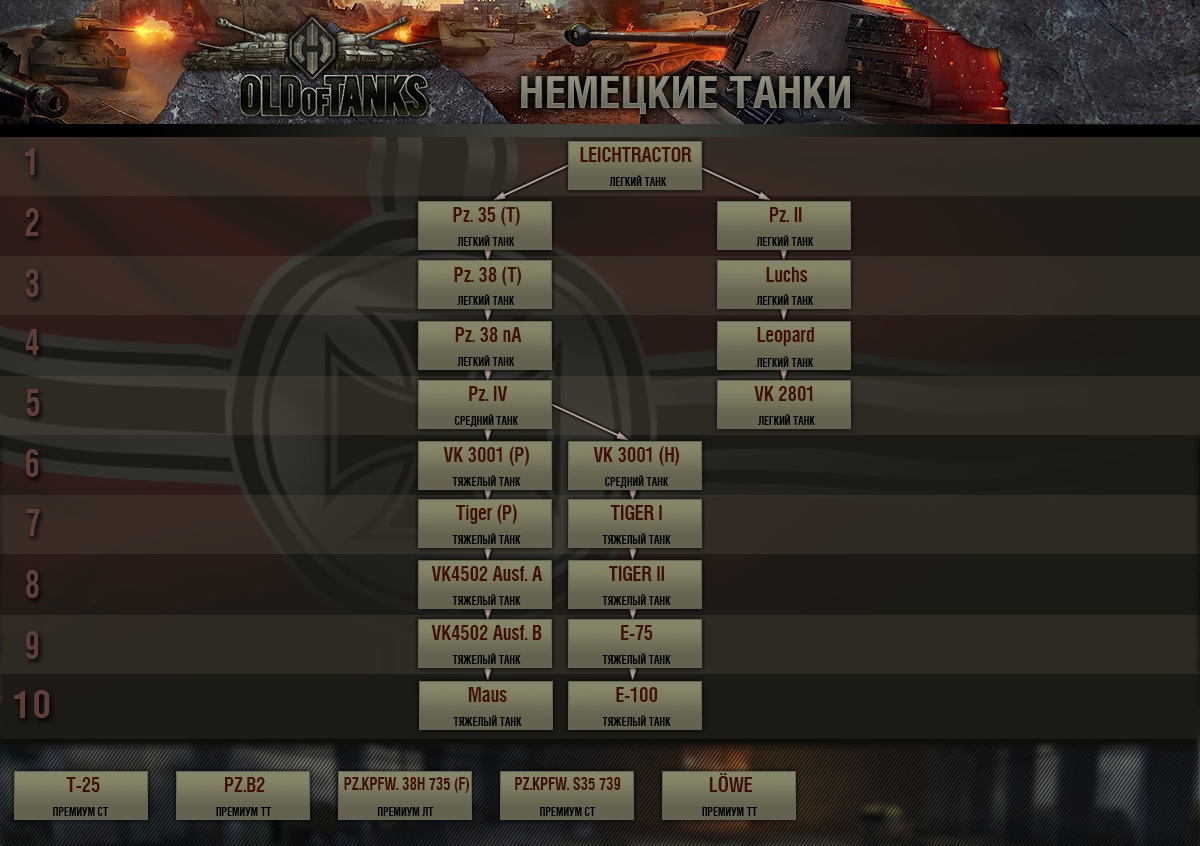 OLDOFTANKS
НЕМЕЦКИЕ ТАНКИ
1
LEICHTRACTOR
ЛЕГКИЙ ТАНК
2
Pz. 35 (T)
ЛЕГКИЙ ТАНК
Pz. II
ЛЕГКИЙ ТАНК
3
Pz. 38 (T)
ЛЕГКИЙ ТАНК
Luchs
ЛЕГКИЙ ТАНК
4
Pz. 38 nA
ЛЕГКИЙ ТАНК
Leopard
ЛЕГКИЙ ТАНК
5
Pz. IV
СРЕДНИЙ ТАНК
VK 2801
ЛЕГКИЙ ТАНК
6
VK 3001 (P)
ТЯЖЕЛЫЙ ТАНК
VK 3001 (H)
СРЕДНИЙ ТАНК
7
Tiger (P)
ТЯЖЕЛЫЙ ТАНК
TIGER I
ТЯЖЕЛЫЙ ТАНК
8
VK4502 Ausf. A
ТЯЖЕЛЫЙ ТАНК
TIGER II
ТЯЖЕЛЫЙ ТАНК
9
VK4502 Ausf. B
ТЯЖЕЛЫЙ ТАНК
E-75
ТЯЖЕЛЫЙ ТАНК
10
Maus
ТЯЖЕЛЫЙ ТАНК
E-100
ТЯЖЕЛЫЙ ТАНК
T-25
ПРЕМИУМ СТ
PZ.B2
ПРЕМИУМ ТТ
PZ.KPFW. 38H 735 (F)
ПРЕМИУМ ЛТ
PZ.KPFW. S35 739
ПРЕМИУМ СТ
LÖWE
ПРЕМИУМ ТТ